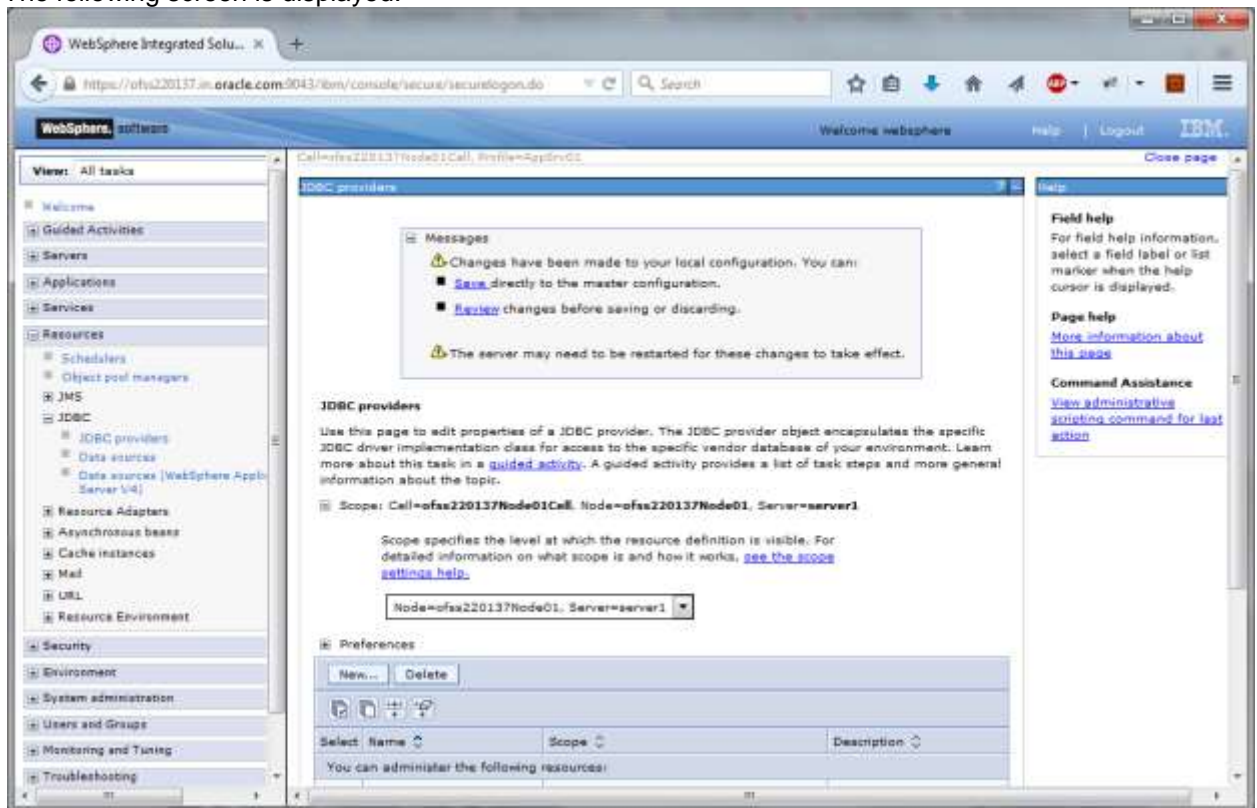 The following screen is displayed.
WebSphere Integrated Solu... ×
https://ofss220137.in.oracle.com:9043/ibm/console/secure/securelogon.do
Search
WebSphere. software
Welcome websphere
Help | Logout
IBM.
View: All tasks
Welcome
Guided Activities
Servers
Applications
Services
Resources
Schedulers
Object pool managers
JMS
JDBC
JDBC providers
Data sources
Data sources (WebSphere Appli
Server V4)
Resource Adapters
Asynchronous beans
Cache instances
Mail
URL
Resource Environment
Security
Environment
System administration
Users and Groups
Monitoring and Tuning
Troubleshooting
Cell=ofss220137Node01Cell, Profile=AppSrv01
Close page
JDBC providers
Messages
Changes have been made to your local configuration. You can:
Save directly to the master configuration.
Review changes before saving or discarding.
The server may need to be restarted for these changes to take effect.
JDBC providers
Use this page to edit properties of a JDBC provider. The JDBC provider object encapsulates the specific
JDBC driver implementation class for access to the specific vendor database of your environment. Learn
more about this task in a guided activity. A guided activity provides a list of task steps and more general
information about the topic.
Scope: Cell=ofss220137Node01Cell, Node=ofss220137Node01, Server=server1
Scope specifies the level at which the resource definition is visible. For
detailed information on what scope is and how it works, see the scope
settings help.
Node=ofss220137Node01, Server=server1
Preferences
New... Delete
Select Name Scope Description
You can administer the following resources:
Help
Field help
For field help information,
select a field label or list
marker when the help
cursor is displayed.
Page help
More information about
this page
Command Assistance
View administrative
scripting command for last
action